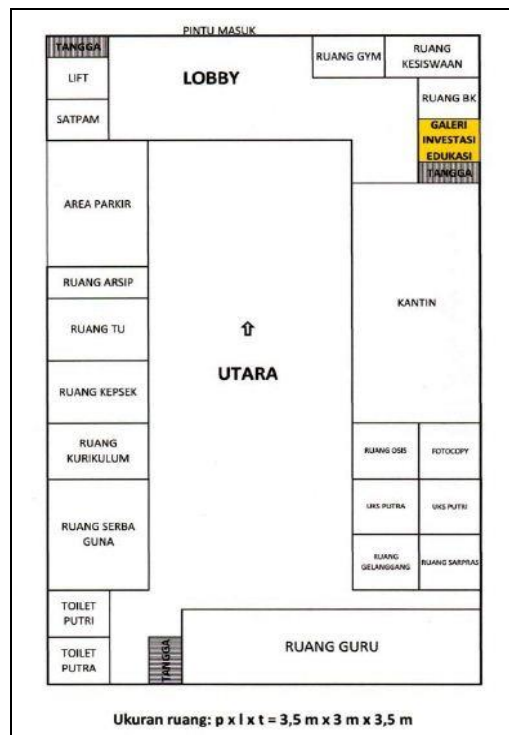 PINTU MASUK
TANGGA
LOBBY
RUANG GYM
RUANG
KESISWAAN
LIFT
RUANG BK
SATPAM
GALERI
INVESTASI
EDUKASI
TANGGA
AREA PARKIR
RUANG ARSIP
KANTIN
RUANG TU
UTARA
RUANG KEPSEK
RUANG
KURIKULUM
RUANG OSIS
FOTOCOPY
RUANG SERBA
GUNA
UKS PUTRA
UKS PUTRI
RUANG
GELANGGANG
RUANG SARPRAS
TOILET
PUTRI
TOILET
PUTRA
TANGGA
RUANG GURU
Ukuran ruang: p x l x t = 3,5 m x 3 m x 3,5 m